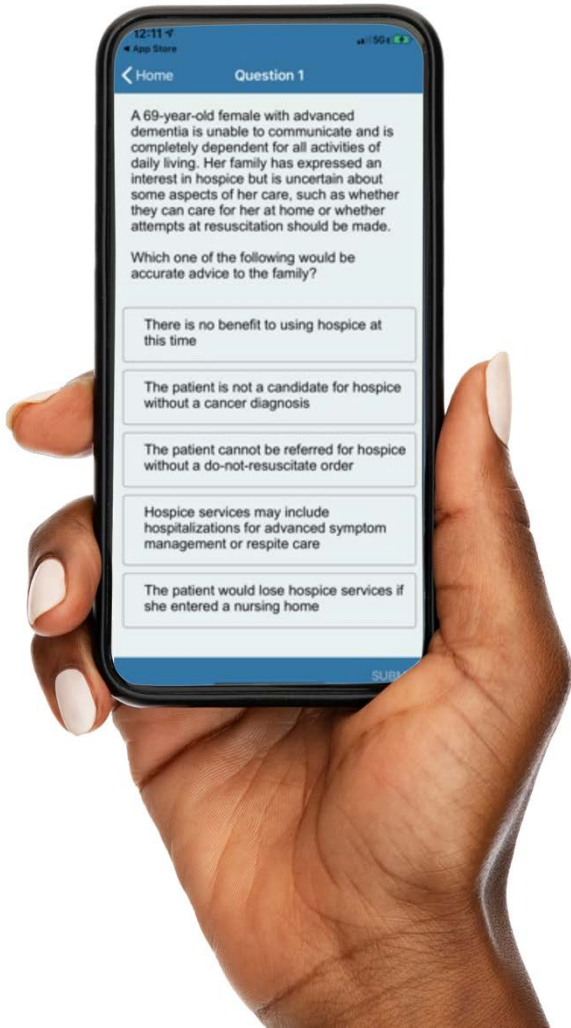 12:11
App Store
5G
Home
Question 1
A 69-year-old female with advanced
dementia is unable to communicate and is
completely dependent for all activities of
daily living. Her family has expressed an
interest in hospice but is uncertain about
some aspects of her care, such as whether
they can care for her at home or whether
attempts at resuscitation should be made.
Which one of the following would be
accurate advice to the family?
There is no benefit to using hospice at
this time
The patient is not a candidate for hospice
without a cancer diagnosis
The patient cannot be referred for hospice
without a do-not-resuscitate order
Hospice services may include
hospitalizations for advanced symptom
management or respite care
The patient would lose hospice services if
she entered a nursing home